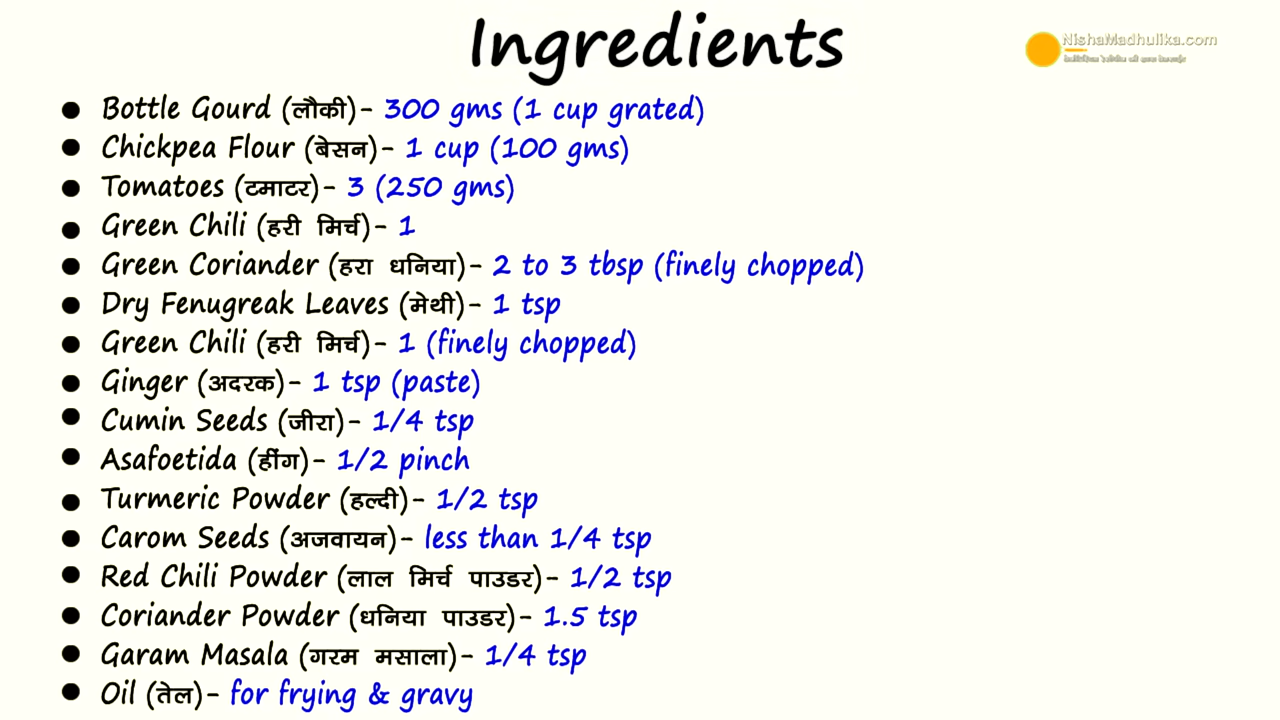 Ingredients
NishaMadhulika.com
Bottle Gourd (लौकी)- 300 gms (1 cup grated)
Chickpea Flour (बेसन)- 1 cup (100 gms)
Tomatoes (टमाटर)- 3 (250 gms)
Green Chili (हरी मिर्च)- 1
Green Coriander (हरा धनिया)- 2 to 3 tbsp (finely chopped)
Dry Fenugreak Leaves (मेथी)- 1 tsp
Green Chili (हरी मिर्च)- 1 (finely chopped)
Ginger (अदरक)- 1 tsp (paste)
Cumin Seeds (जीरा)- 1/4 tsp
Asafoetida (हींग)- 1/2 pinch
Turmeric Powder (हल्दी)- 1/2 tsp
Carom Seeds (अजवायन)- less than 1/4 tsp
Red Chili Powder (लाल मिर्च पाउडर)- 1/2 tsp
Coriander Powder (धनिया पाउडर)- 1.5 tsp
Garam Masala (गरम मसाला)- 1/4 tsp
Oil (तेल)- for frying & gravy